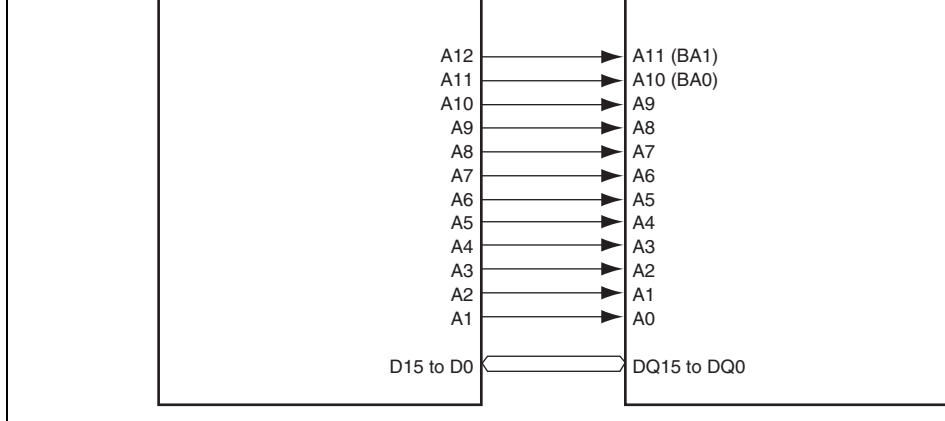 A12 A11 (BA1)
A11 A10 (BA0)
A10 A9
A9 A8
A8 A7
A7 A6
A6 A5
A5 A4
A4 A3
A3 A2
A2 A1
A1 A0
D15 to D0 DQ15 to DQ0